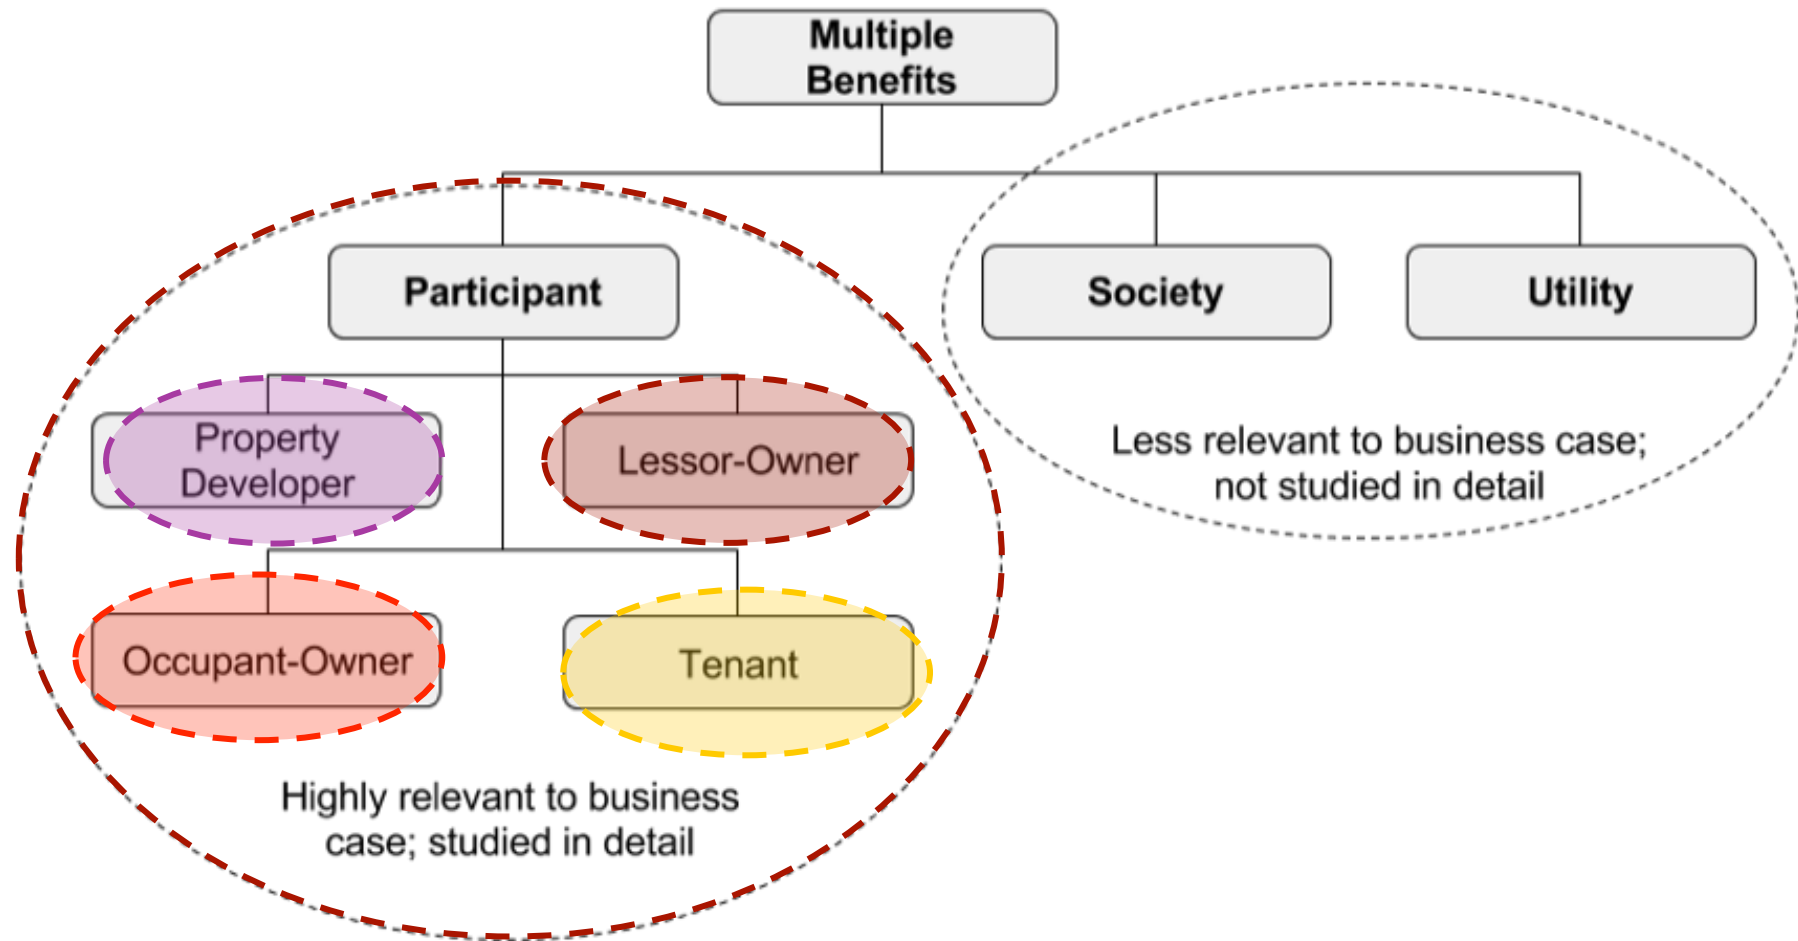 Multiple
Benefits
Participant
Society
Utility
Property
Developer
Lessor-Owner
Less relevant to business case;
not studied in detail
Occupant-Owner
Tenant
Highly relevant to business
case; studied in detail